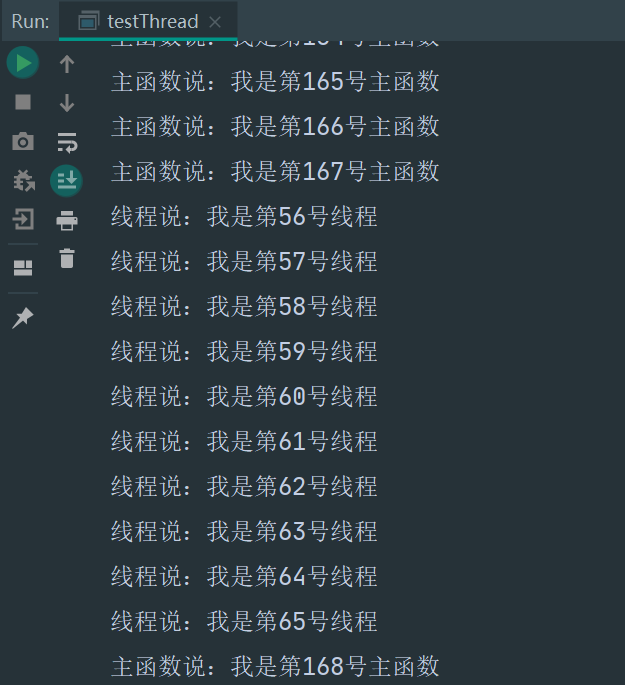 Run: testThread
主函数说：我是第165号主函数
主函数说：我是第166号主函数
主函数说：我是第167号主函数
线程说：我是第56号线程
线程说：我是第57号线程
线程说：我是第58号线程
线程说：我是第59号线程
线程说：我是第60号线程
线程说：我是第61号线程
线程说：我是第62号线程
线程说：我是第63号线程
线程说：我是第64号线程
线程说：我是第65号线程
主函数说：我是第168号主函数